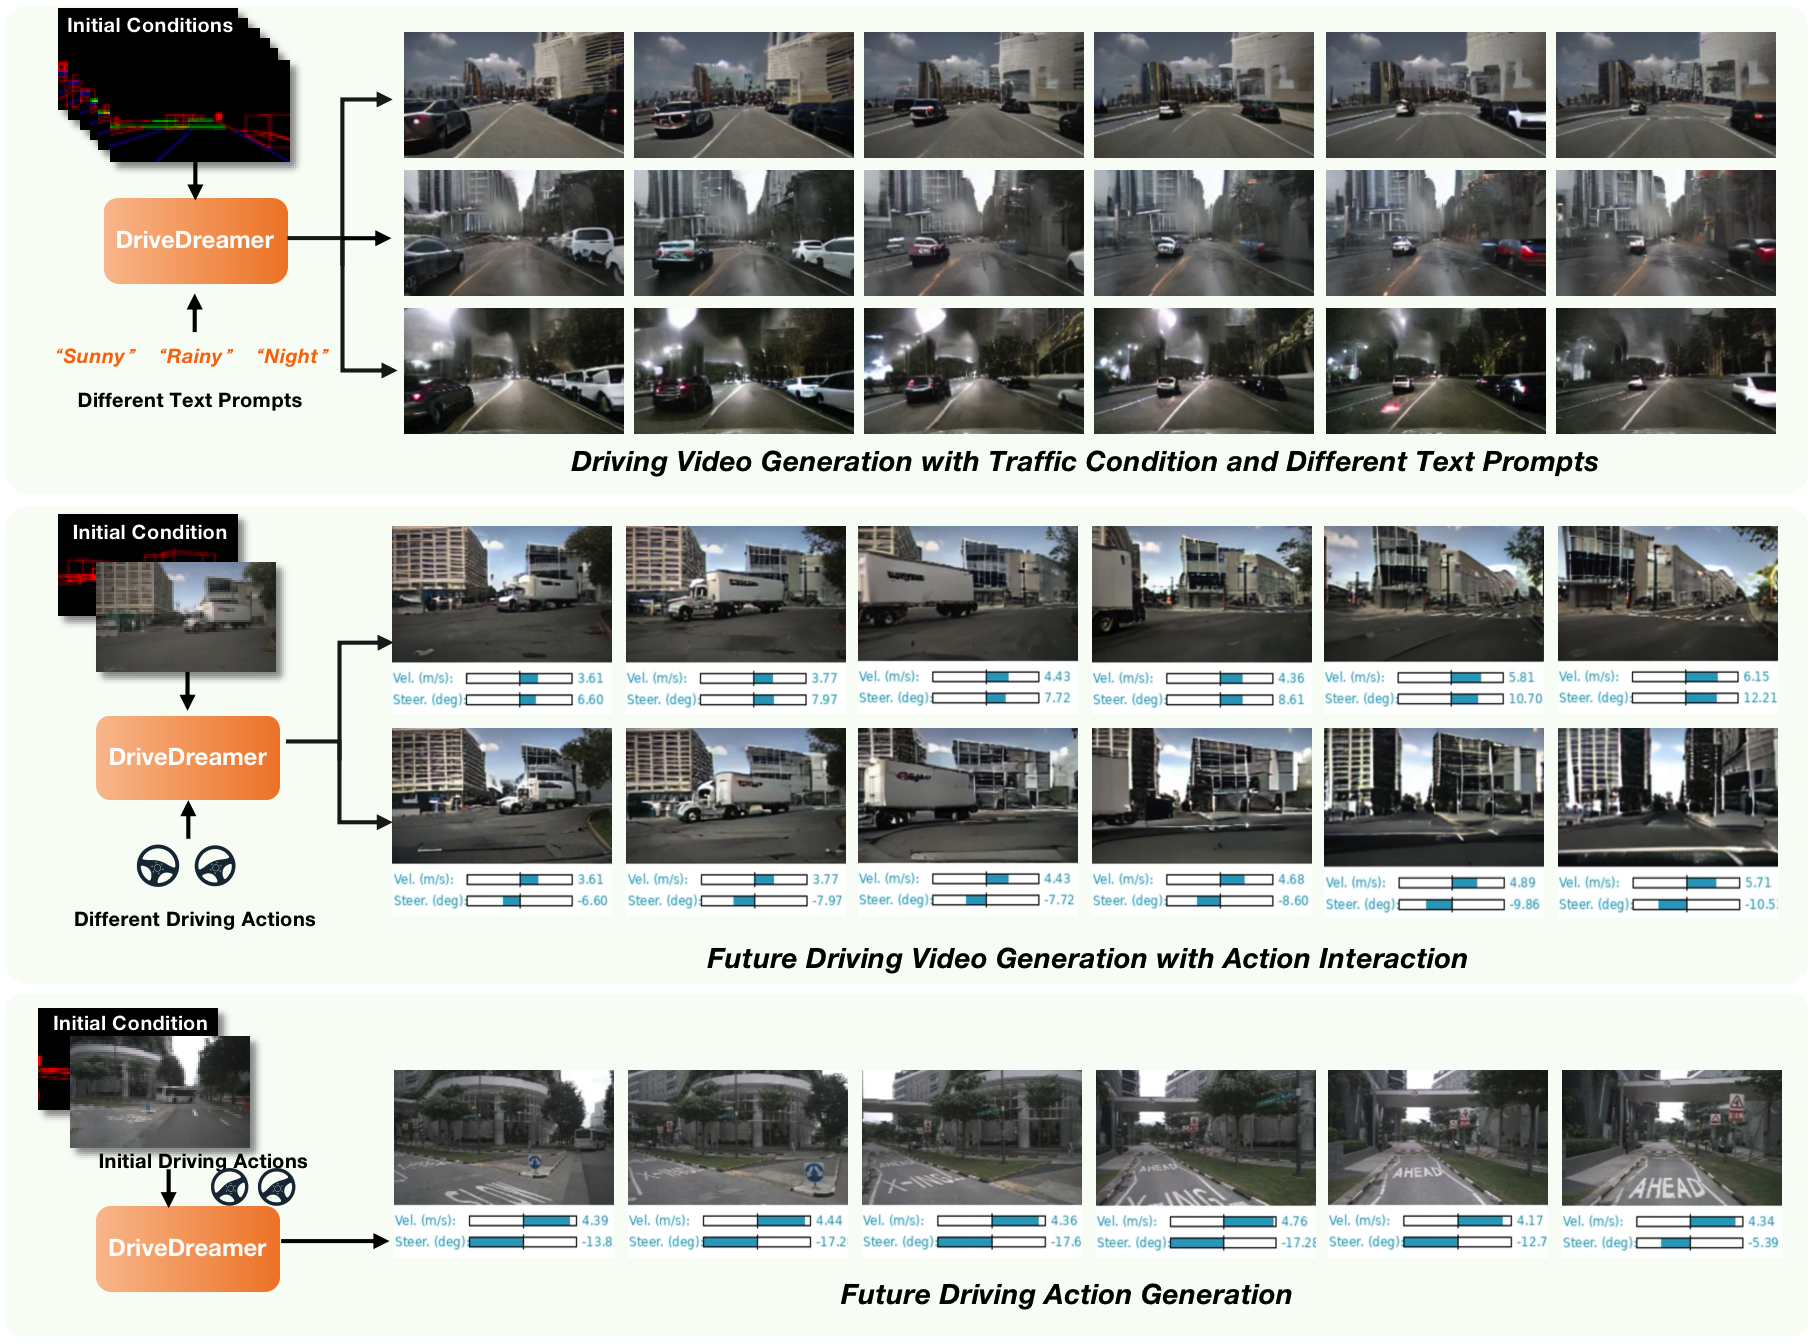 Initial Conditions
DriveDreamer
“Sunny” “Rainy” “Night”
Different Text Prompts
Driving Video Generation with Traffic Condition and Different Text Prompts
Initial Condition
DriveDreamer
Different Driving Actions
Vel. (m/s): 3.61
Steer. (deg): 6.60
Vel. (m/s): 3.77
Steer. (deg): 7.97
Vel. (m/s): 4.43
Steer. (deg): 7.72
Vel. (m/s): 4.36
Steer. (deg): 8.61
Vel. (m/s): 5.81
Steer. (deg): 10.70
Vel. (m/s): 6.15
Steer. (deg): 12.21
Vel. (m/s): 3.61
Steer. (deg): -6.60
Vel. (m/s): 3.77
Steer. (deg): -7.97
Vel. (m/s): 4.43
Steer. (deg): -7.72
Vel. (m/s): 4.68
Steer. (deg): -8.60
Vel. (m/s): 4.89
Steer. (deg): -9.86
Vel. (m/s): 5.71
Steer. (deg): -10.5
Future Driving Video Generation with Action Interaction
Initial Condition
Initial Driving Actions
DriveDreamer
SLOW
X-ING
AHEAD
X-ING
AHEAD
AHEAD
Vel. (m/s): 4.39
Steer. (deg): -13.8
Vel. (m/s): 4.44
Steer. (deg): -17.2
Vel. (m/s): 4.36
Steer. (deg): -17.6
Vel. (m/s): 4.76
Steer. (deg): -17.28
Vel. (m/s): 4.17
Steer. (deg): -12.7
Vel. (m/s): 4.34
Steer. (deg): -5.39
Future Driving Action Generation